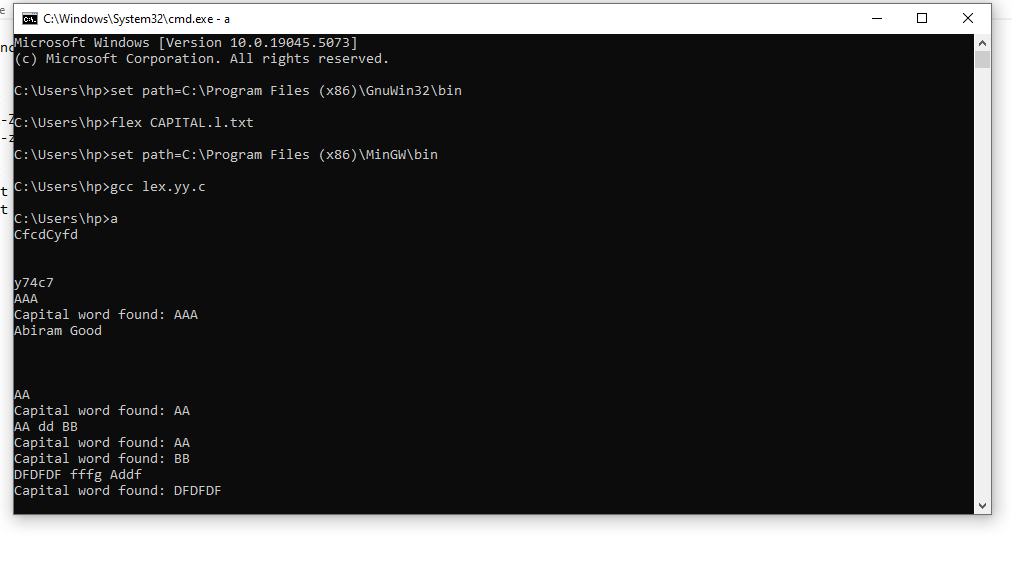 C:\Windows\System32\cmd.exe - a
Microsoft Windows [Version 10.0.19045.5073]
(c) Microsoft Corporation. All rights reserved.
C:\Users\hp>set path=C:\Program Files (x86)\GnuWin32\bin
C:\Users\hp>flex CAPITAL.l.txt
C:\Users\hp>set path=C:\Program Files (x86)\MinGW\bin
C:\Users\hp>gcc lex.yy.c
C:\Users\hp>a
CfcdCyfd
y74c7
AAA
Capital word found: AAA
Abiram Good
AA
Capital word found: AA
AA dd BB
Capital word found: AA
Capital word found: BB
DFDFDF fffg Addf
Capital word found: DFDFDF